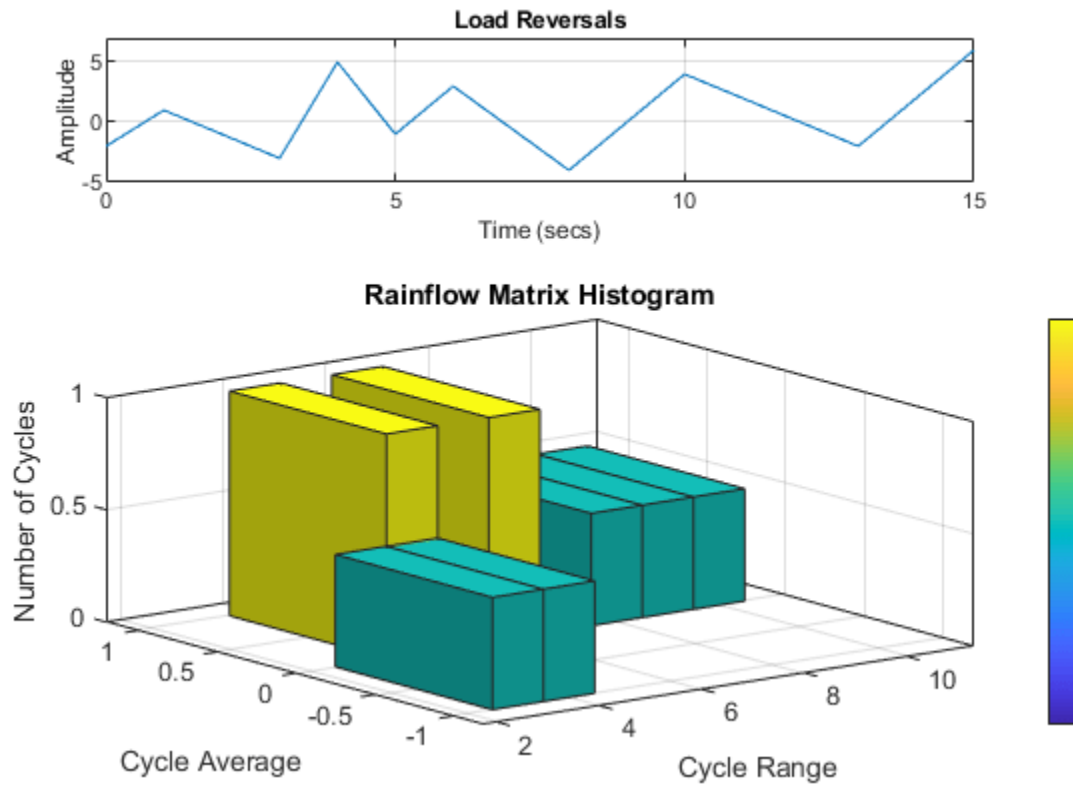 Load Reversals
5
0
-5
Amplitude
0
5
10
15
Time (secs)
Rainflow Matrix Histogram
1
0.5
0
Number of Cycles
1
0.5
0
-0.5
-1
Cycle Average
2
4
6
8
10
Cycle Range